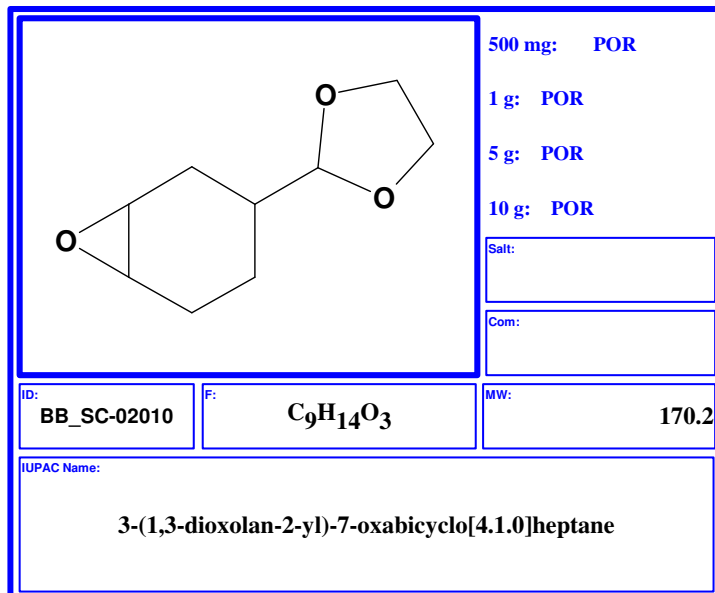 500 mg: POR
1 g: POR
5 g: POR
10 g: POR
O
O
O
Salt:
Com:
ID:
BB_SC-02010
F:
C9H14O3
MW:
170.2
IUPAC Name:
3-(1,3-dioxolan-2-yl)-7-oxabicyclo[4.1.0]heptane